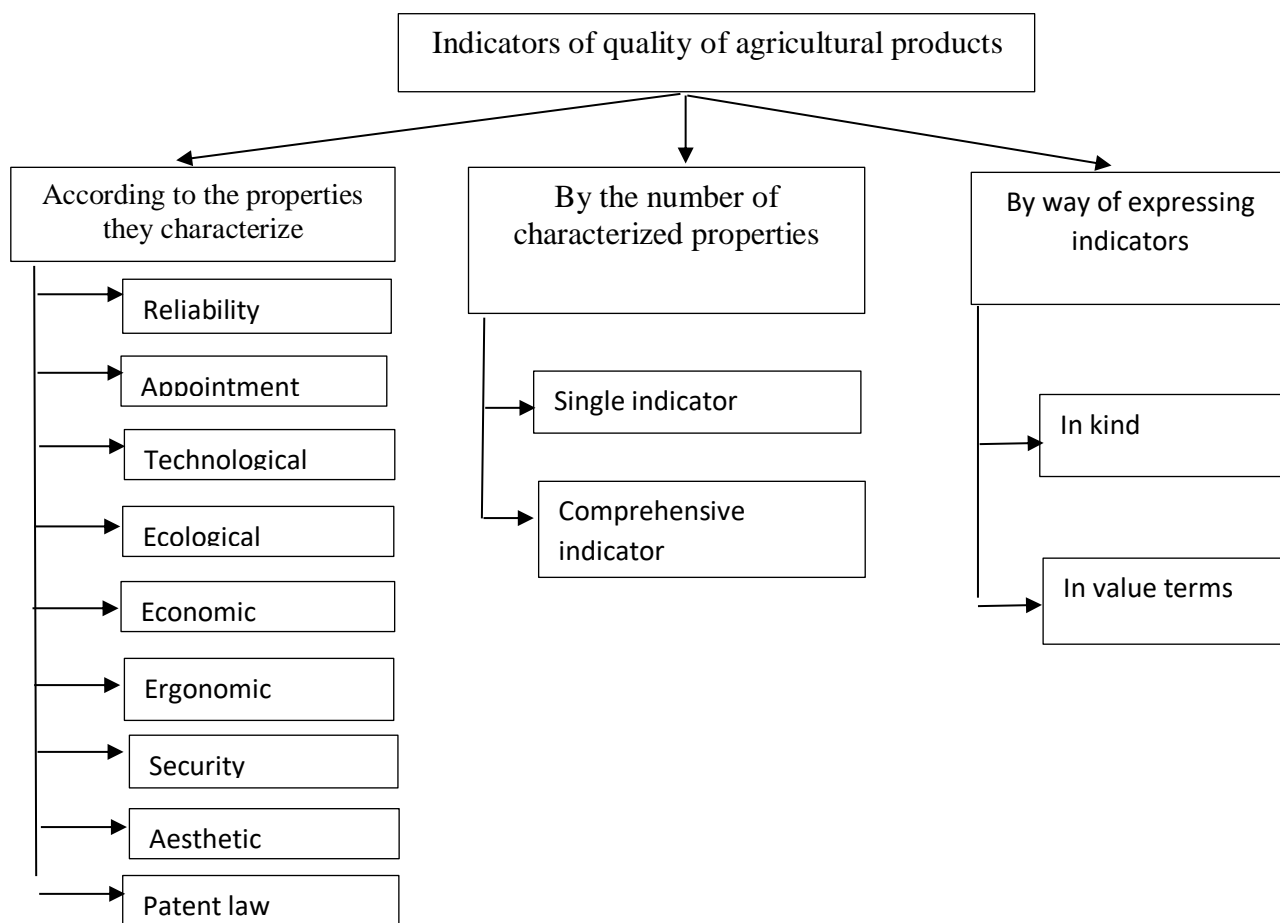 Indicators of quality of agricultural products
According to the properties
they characterize
Reliability
Appointment
Technological
Ecological
Economic
Ergonomic
Security
Aesthetic
Patent law
By the number of
characterized properties
Single indicator
Comprehensive
indicator
By way of expressing
indicators
In kind
In value terms